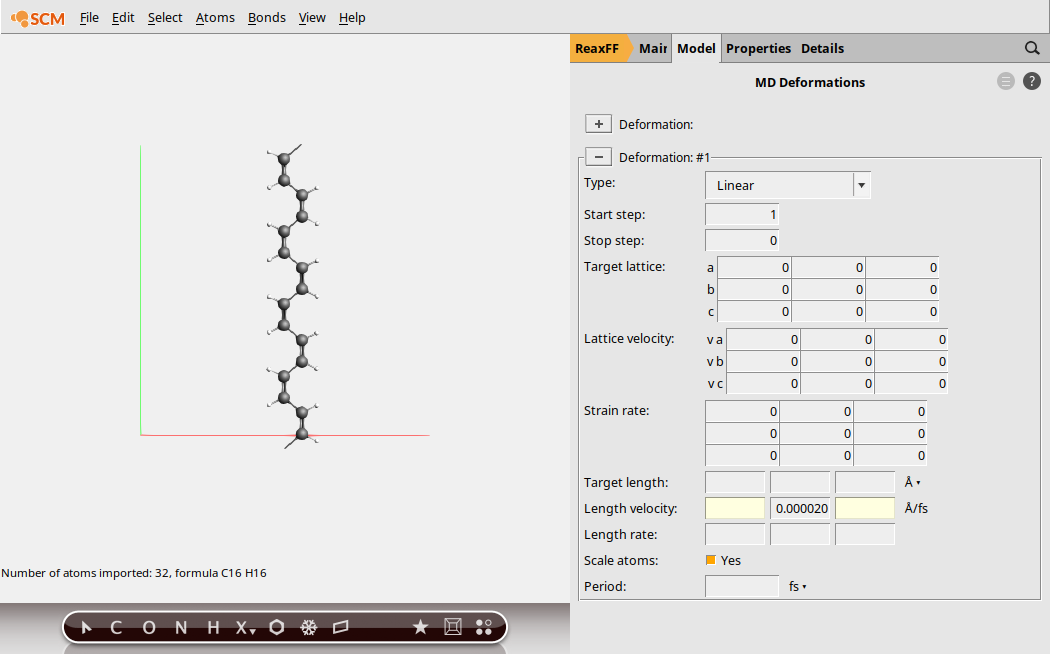 SCM File Edit Select Atoms Bonds View Help
ReaxFF Main Model Properties Details
MD Deformations
?
+ Deformation:
− Deformation: #1
Type: Linear
Start step: 1
Stop step: 0
Target lattice: a 0 0 0
b 0 0 0
c 0 0 0
Lattice velocity: v a 0 0 0
v b 0 0 0
v c 0 0 0
Strain rate: 0 0 0
0 0 0
0 0 0
Target length: Å
Length velocity: 0.000020 Å/fs
Length rate:
Scale atoms: Yes
Period: fs
Number of atoms imported: 32, formula C16 H16
C O N H X